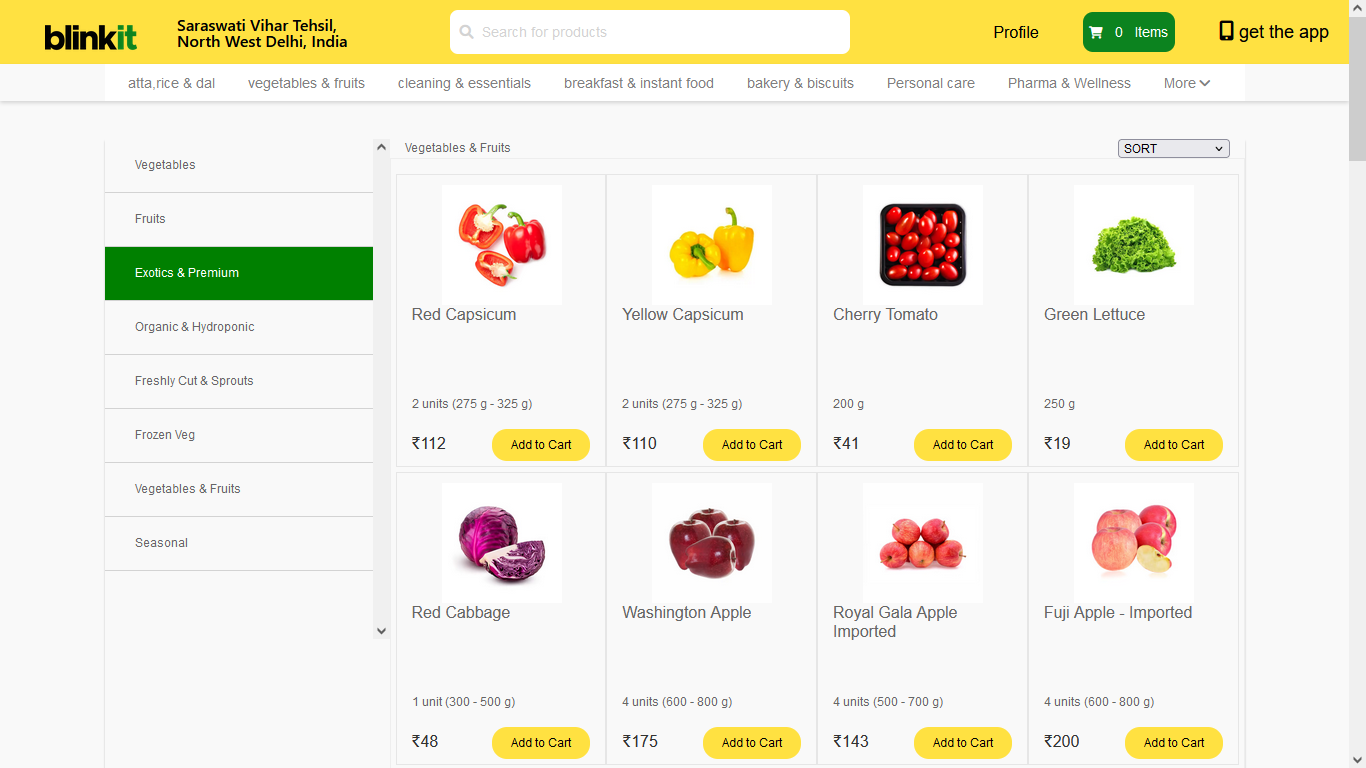 blinkit
Saraswati Vihar Tehsil,
North West Delhi, India
Search for products
Profile
0 Items
get the app
atta,rice & dal
vegetables & fruits
cleaning & essentials
breakfast & instant food
bakery & biscuits
Personal care
Pharma & Wellness
More
Vegetables
Fruits
Exotics & Premium
Organic & Hydroponic
Freshly Cut & Sprouts
Frozen Veg
Vegetables & Fruits
Seasonal
Vegetables & Fruits
SORT
Red Capsicum
2 units (275 g - 325 g)
₹112
Add to Cart
Yellow Capsicum
2 units (275 g - 325 g)
₹110
Add to Cart
Cherry Tomato
200 g
₹41
Add to Cart
Green Lettuce
250 g
₹19
Add to Cart
Red Cabbage
1 unit (300 - 500 g)
₹48
Add to Cart
Washington Apple
4 units (600 - 800 g)
₹175
Add to Cart
Royal Gala Apple
Imported
4 units (500 - 700 g)
₹143
Add to Cart
Fuji Apple - Imported
4 units (600 - 800 g)
₹200
Add to Cart